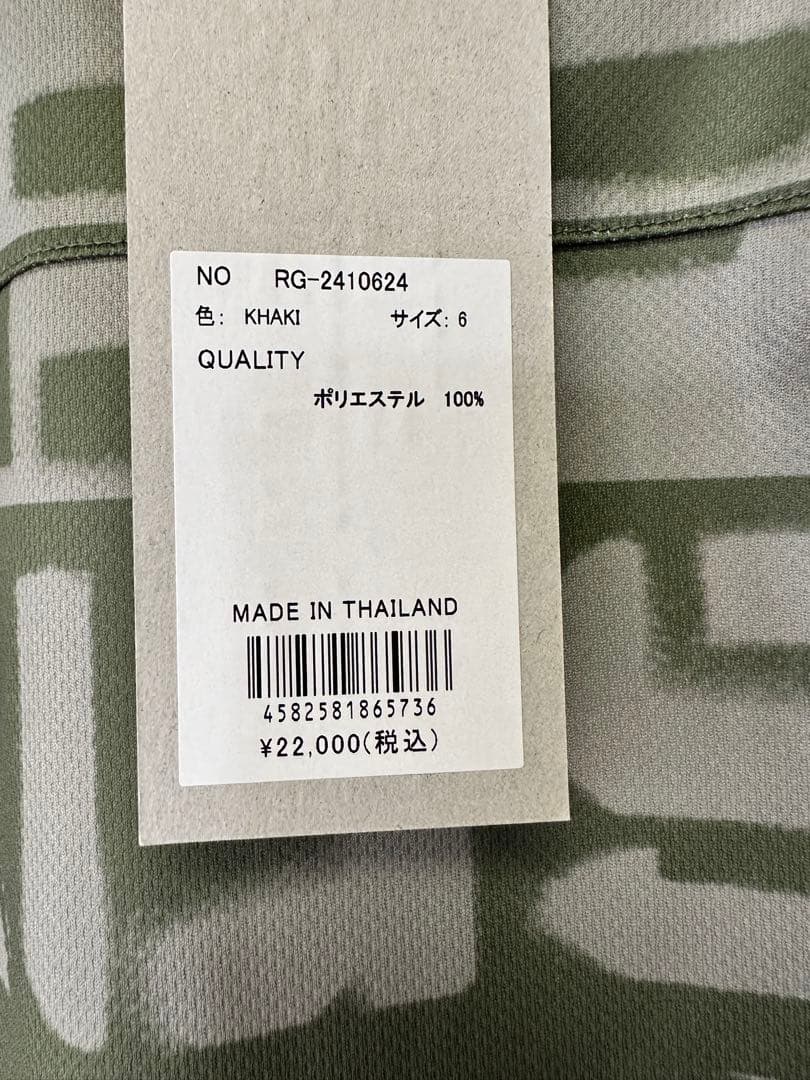 NO RG-2410624
色: KHAKI サイズ: 6
QUALITY
ポリエステル 100%
MADE IN THAILAND
4582581865736
¥22,000(税込)